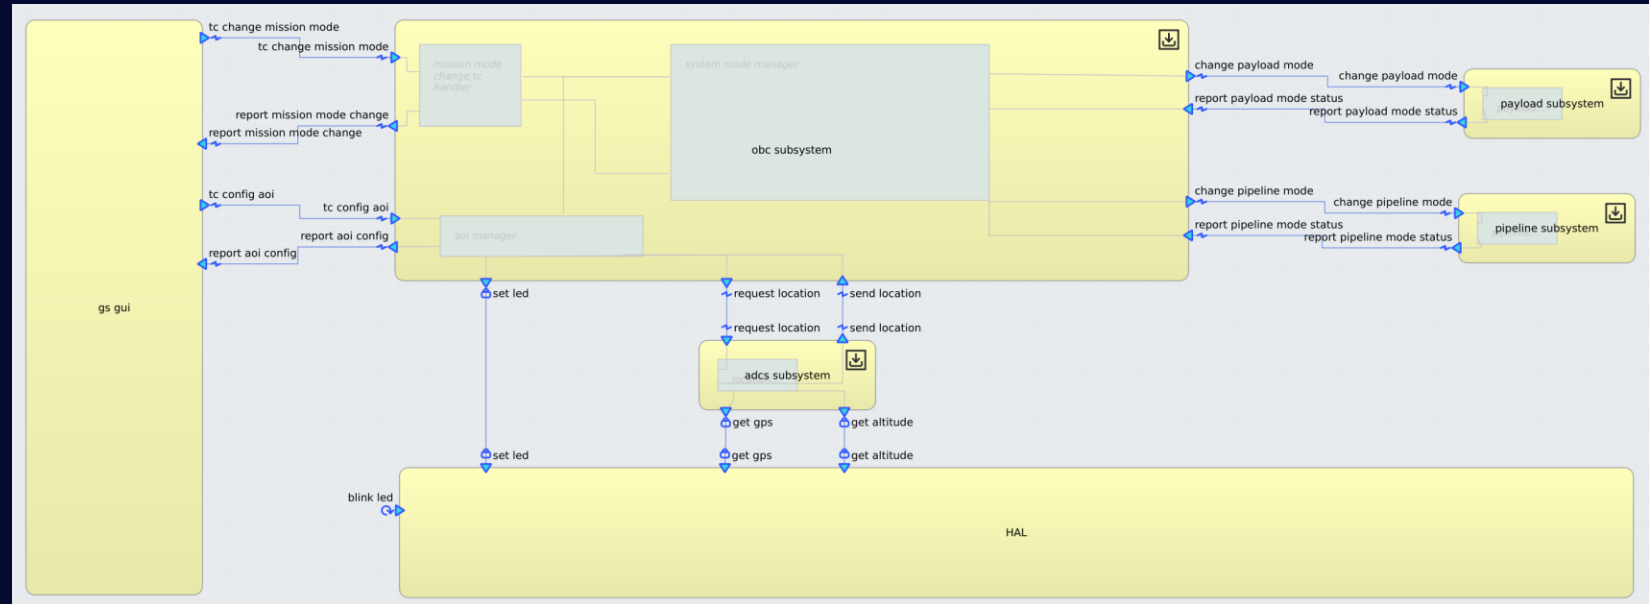 tc change mission mode
tc change mission mode
report mission mode change
report mission mode change
tc config aoi
tc config aoi
report aoi config
report aoi config
gs gui
mission mode
change tc
handler
system mode manager
obc subsystem
aoi manager
change payload mode
change payload mode
report payload mode status
report payload mode status
payload subsystem
change pipeline mode
change pipeline mode
report pipeline mode status
report pipeline mode status
pipeline subsystem
set led
request location
send location
request location
send location
adcs subsystem
get gps
get altitude
set led
get gps
get altitude
blink led
HAL